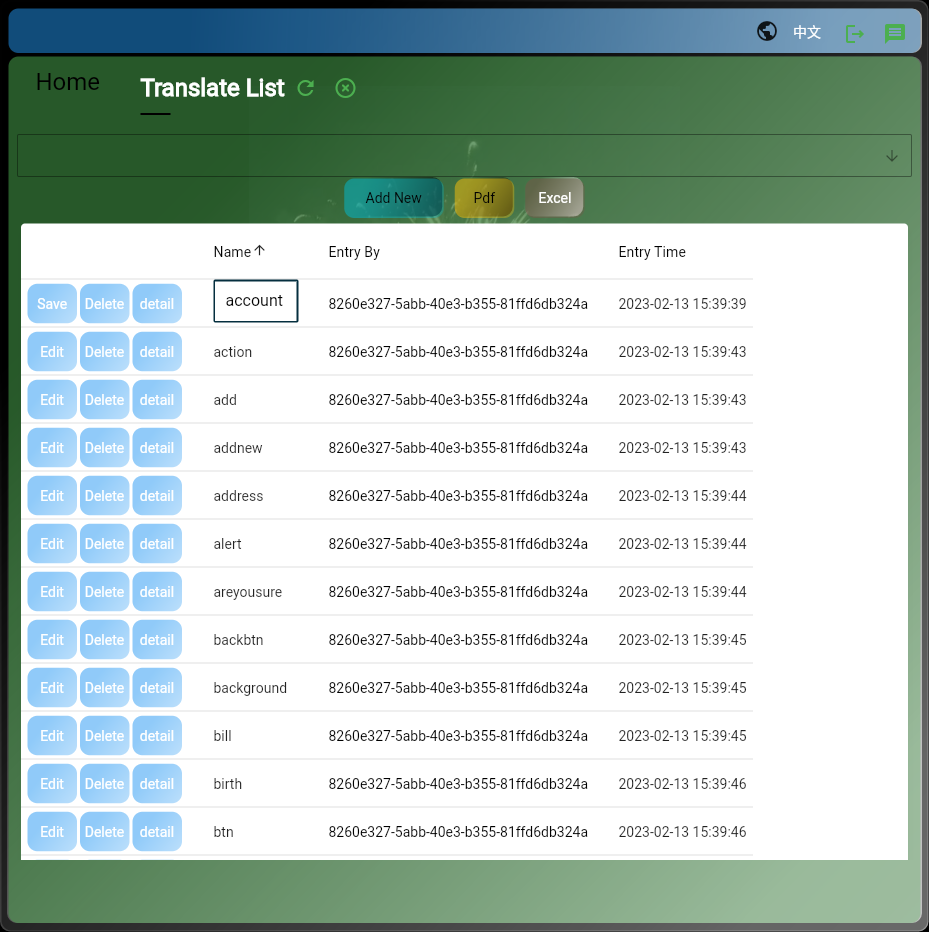 中文
Home
Translate List
Add New Pdf Excel
Name Entry By Entry Time
Save Delete detail account 8260e327-5abb-40e3-b355-81ffd6db324a 2023-02-13 15:39:39
Edit Delete detail action 8260e327-5abb-40e3-b355-81ffd6db324a 2023-02-13 15:39:43
Edit Delete detail add 8260e327-5abb-40e3-b355-81ffd6db324a 2023-02-13 15:39:43
Edit Delete detail addnew 8260e327-5abb-40e3-b355-81ffd6db324a 2023-02-13 15:39:43
Edit Delete detail address 8260e327-5abb-40e3-b355-81ffd6db324a 2023-02-13 15:39:44
Edit Delete detail alert 8260e327-5abb-40e3-b355-81ffd6db324a 2023-02-13 15:39:44
Edit Delete detail areyousure 8260e327-5abb-40e3-b355-81ffd6db324a 2023-02-13 15:39:44
Edit Delete detail backbtn 8260e327-5abb-40e3-b355-81ffd6db324a 2023-02-13 15:39:45
Edit Delete detail background 8260e327-5abb-40e3-b355-81ffd6db324a 2023-02-13 15:39:45
Edit Delete detail bill 8260e327-5abb-40e3-b355-81ffd6db324a 2023-02-13 15:39:45
Edit Delete detail birth 8260e327-5abb-40e3-b355-81ffd6db324a 2023-02-13 15:39:46
Edit Delete detail btn 8260e327-5abb-40e3-b355-81ffd6db324a 2023-02-13 15:39:46